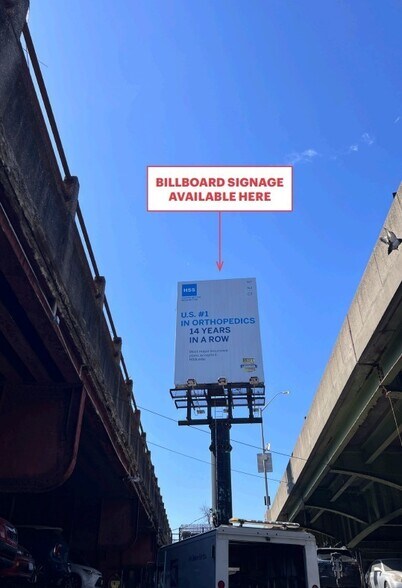 BILLBOARD SIGNAGE
AVAILABLE HERE
HSS
U.S. #1
IN ORTHOPEDICS
14 YEARS
IN A ROW